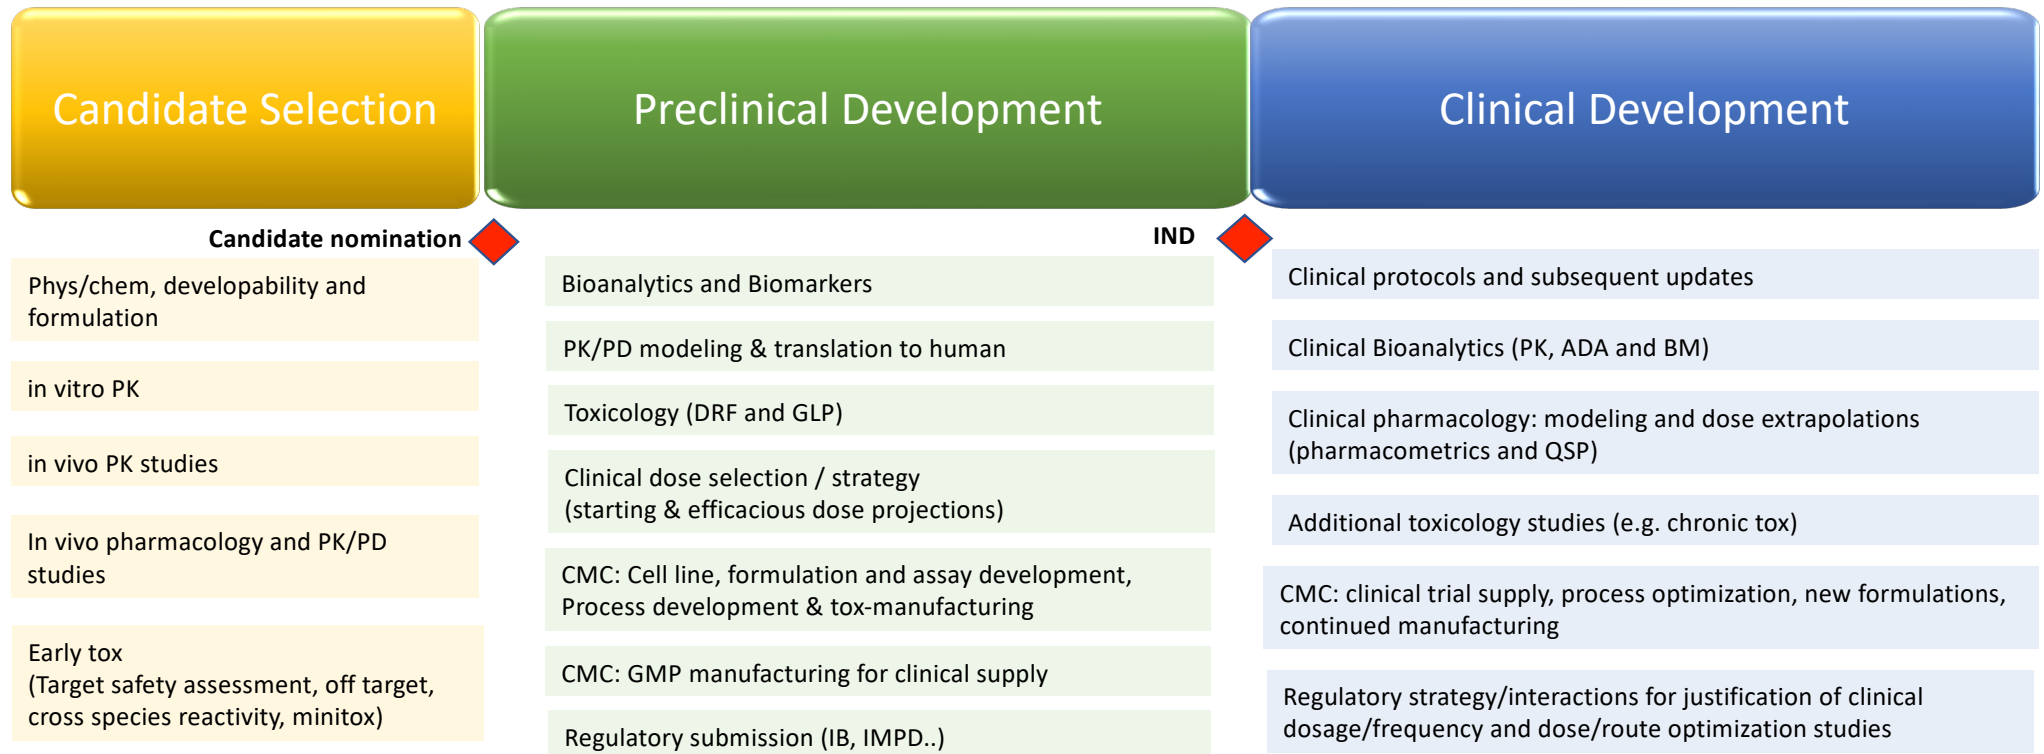 Candidate Selection
Preclinical Development
Clinical Development
Candidate nomination
IND
Phys/chem, developability and
formulation
in vitro PK
in vivo PK studies
In vivo pharmacology and PK/PD
studies
Early tox
(Target safety assessment, off target,
cross species reactivity, minitox)
Bioanalytics and Biomarkers
PK/PD modeling & translation to human
Toxicology (DRF and GLP)
Clinical dose selection / strategy
(starting & efficacious dose projections)
CMC: Cell line, formulation and assay development,
Process development & tox-manufacturing
CMC: GMP manufacturing for clinical supply
Regulatory submission (IB, IMPD..)
Clinical protocols and subsequent updates
Clinical Bioanalytics (PK, ADA and BM)
Clinical pharmacology: modeling and dose extrapolations
(pharmacometrics and QSP)
Additional toxicology studies (e.g. chronic tox)
CMC: clinical trial supply, process optimization, new formulations,
continued manufacturing
Regulatory strategy/interactions for justification of clinical
dosage/frequency and dose/route optimization studies